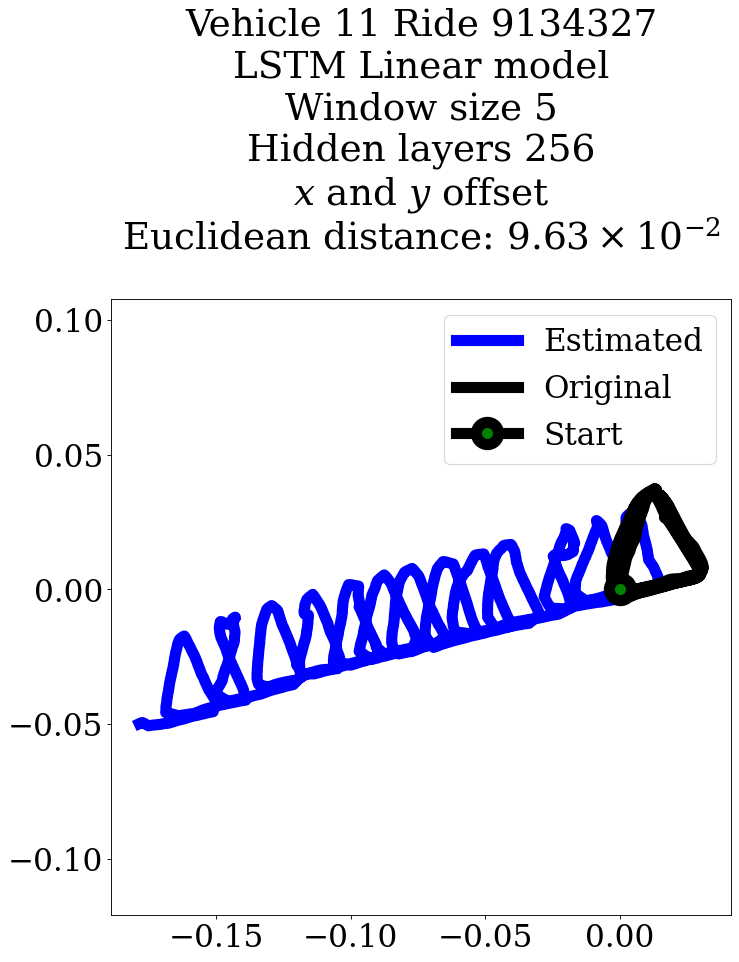 Vehicle 11 Ride 9134327
LSTM Linear model
Window size 5
Hidden layers 256
x and y offset
Euclidean distance: 9.63 × 10⁻²
Estimated
Original
Start
0.10
0.05
0.00
−0.05
−0.10
−0.15 −0.10 −0.05 0.00